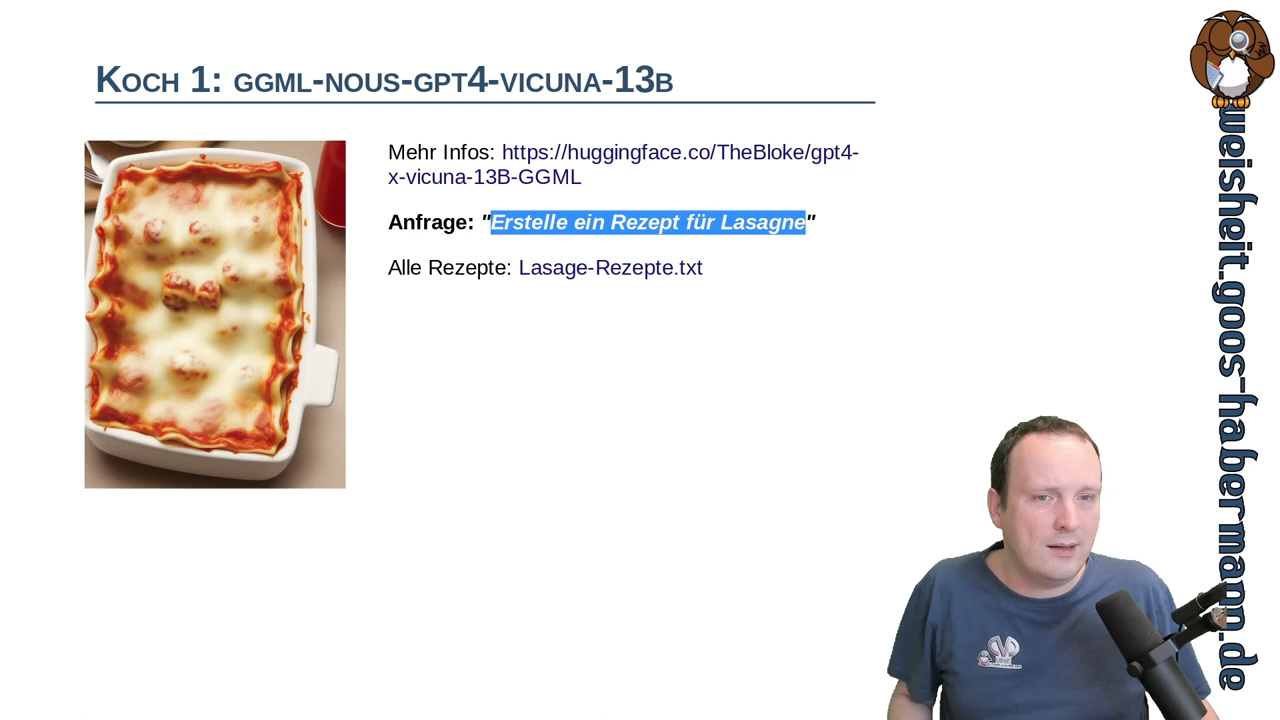 Koch 1: ggml-nous-gpt4-vicuna-13b
Mehr Infos: https://huggingface.co/TheBloke/gpt4-
x-vicuna-13B-GGML
Anfrage: "Erstelle ein Rezept für Lasagne"
Alle Rezepte: Lasage-Rezepte.txt
weisheit.goos-habermann.de